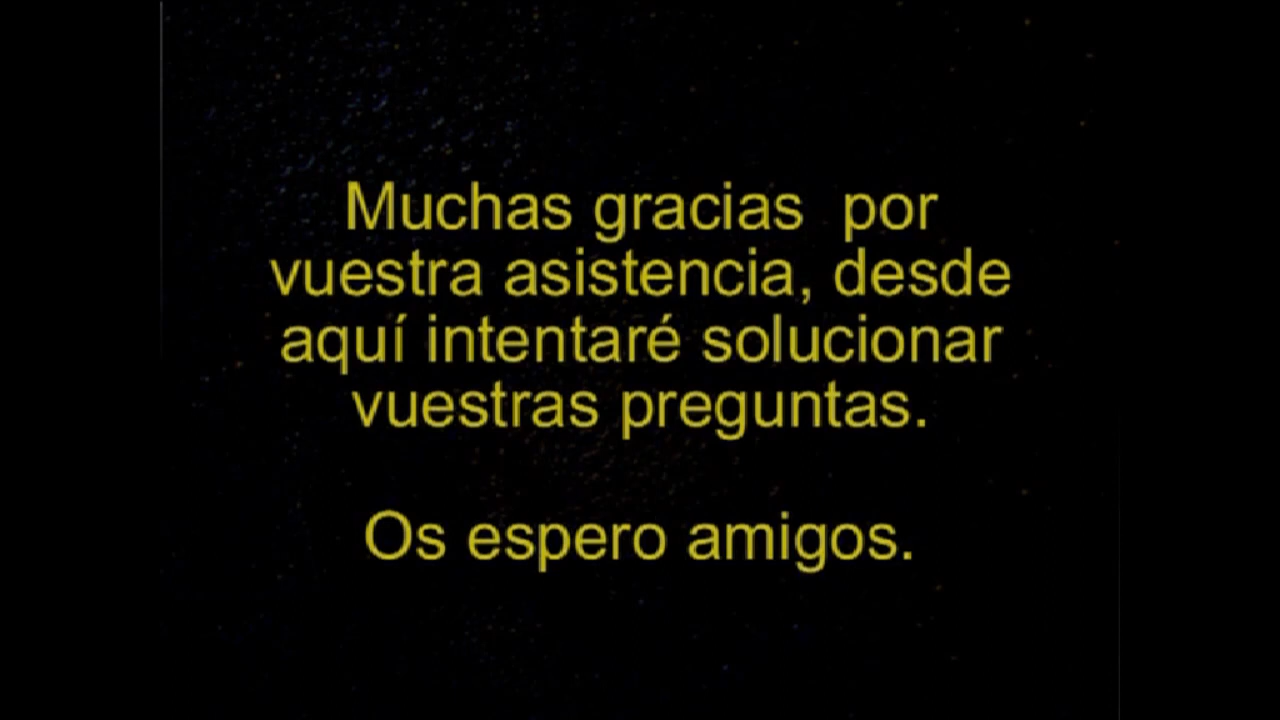 Muchas gracias  por
vuestra asistencia, desde
aquí intentaré solucionar
vuestras preguntas.
Os espero amigos.